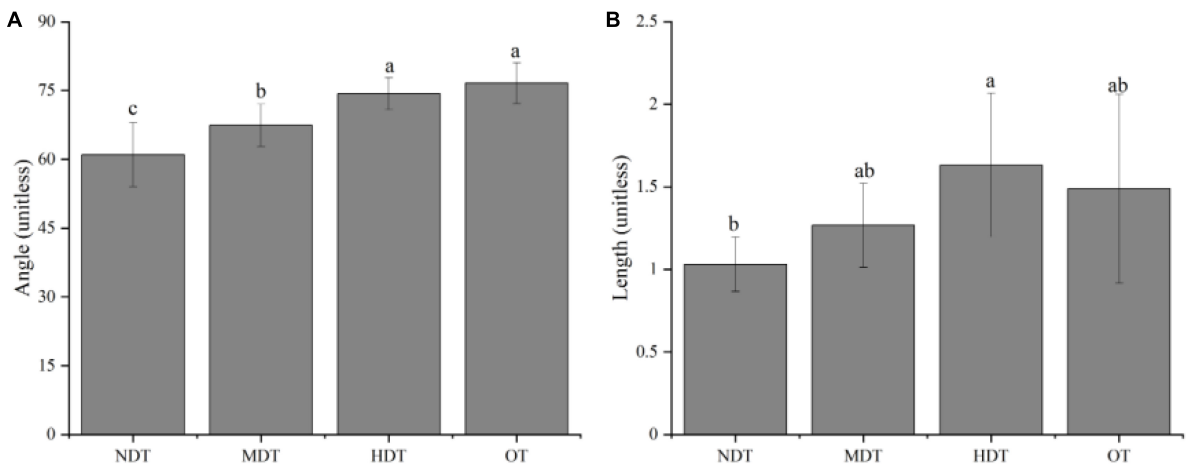 A
90
75
60
45
30
15
0
Angle (unitless)
c
b
a
a
NDT MDT HDT OT
B
2.5
2
1.5
1
0.5
0
Length (unitless)
b
ab
a
ab
NDT MDT HDT OT